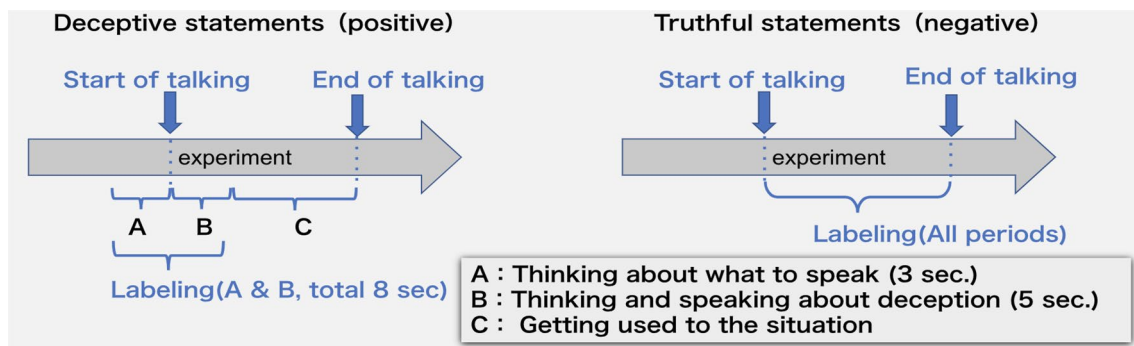 Deceptive statements (positive)
Start of talking
End of talking
experiment
A
B
C
Labeling(A & B, total 8 sec)
Truthful statements (negative)
Start of talking
End of talking
experiment
Labeling(All periods)
A：Thinking about what to speak (3 sec.)
B：Thinking and speaking about deception (5 sec.)
C： Getting used to the situation